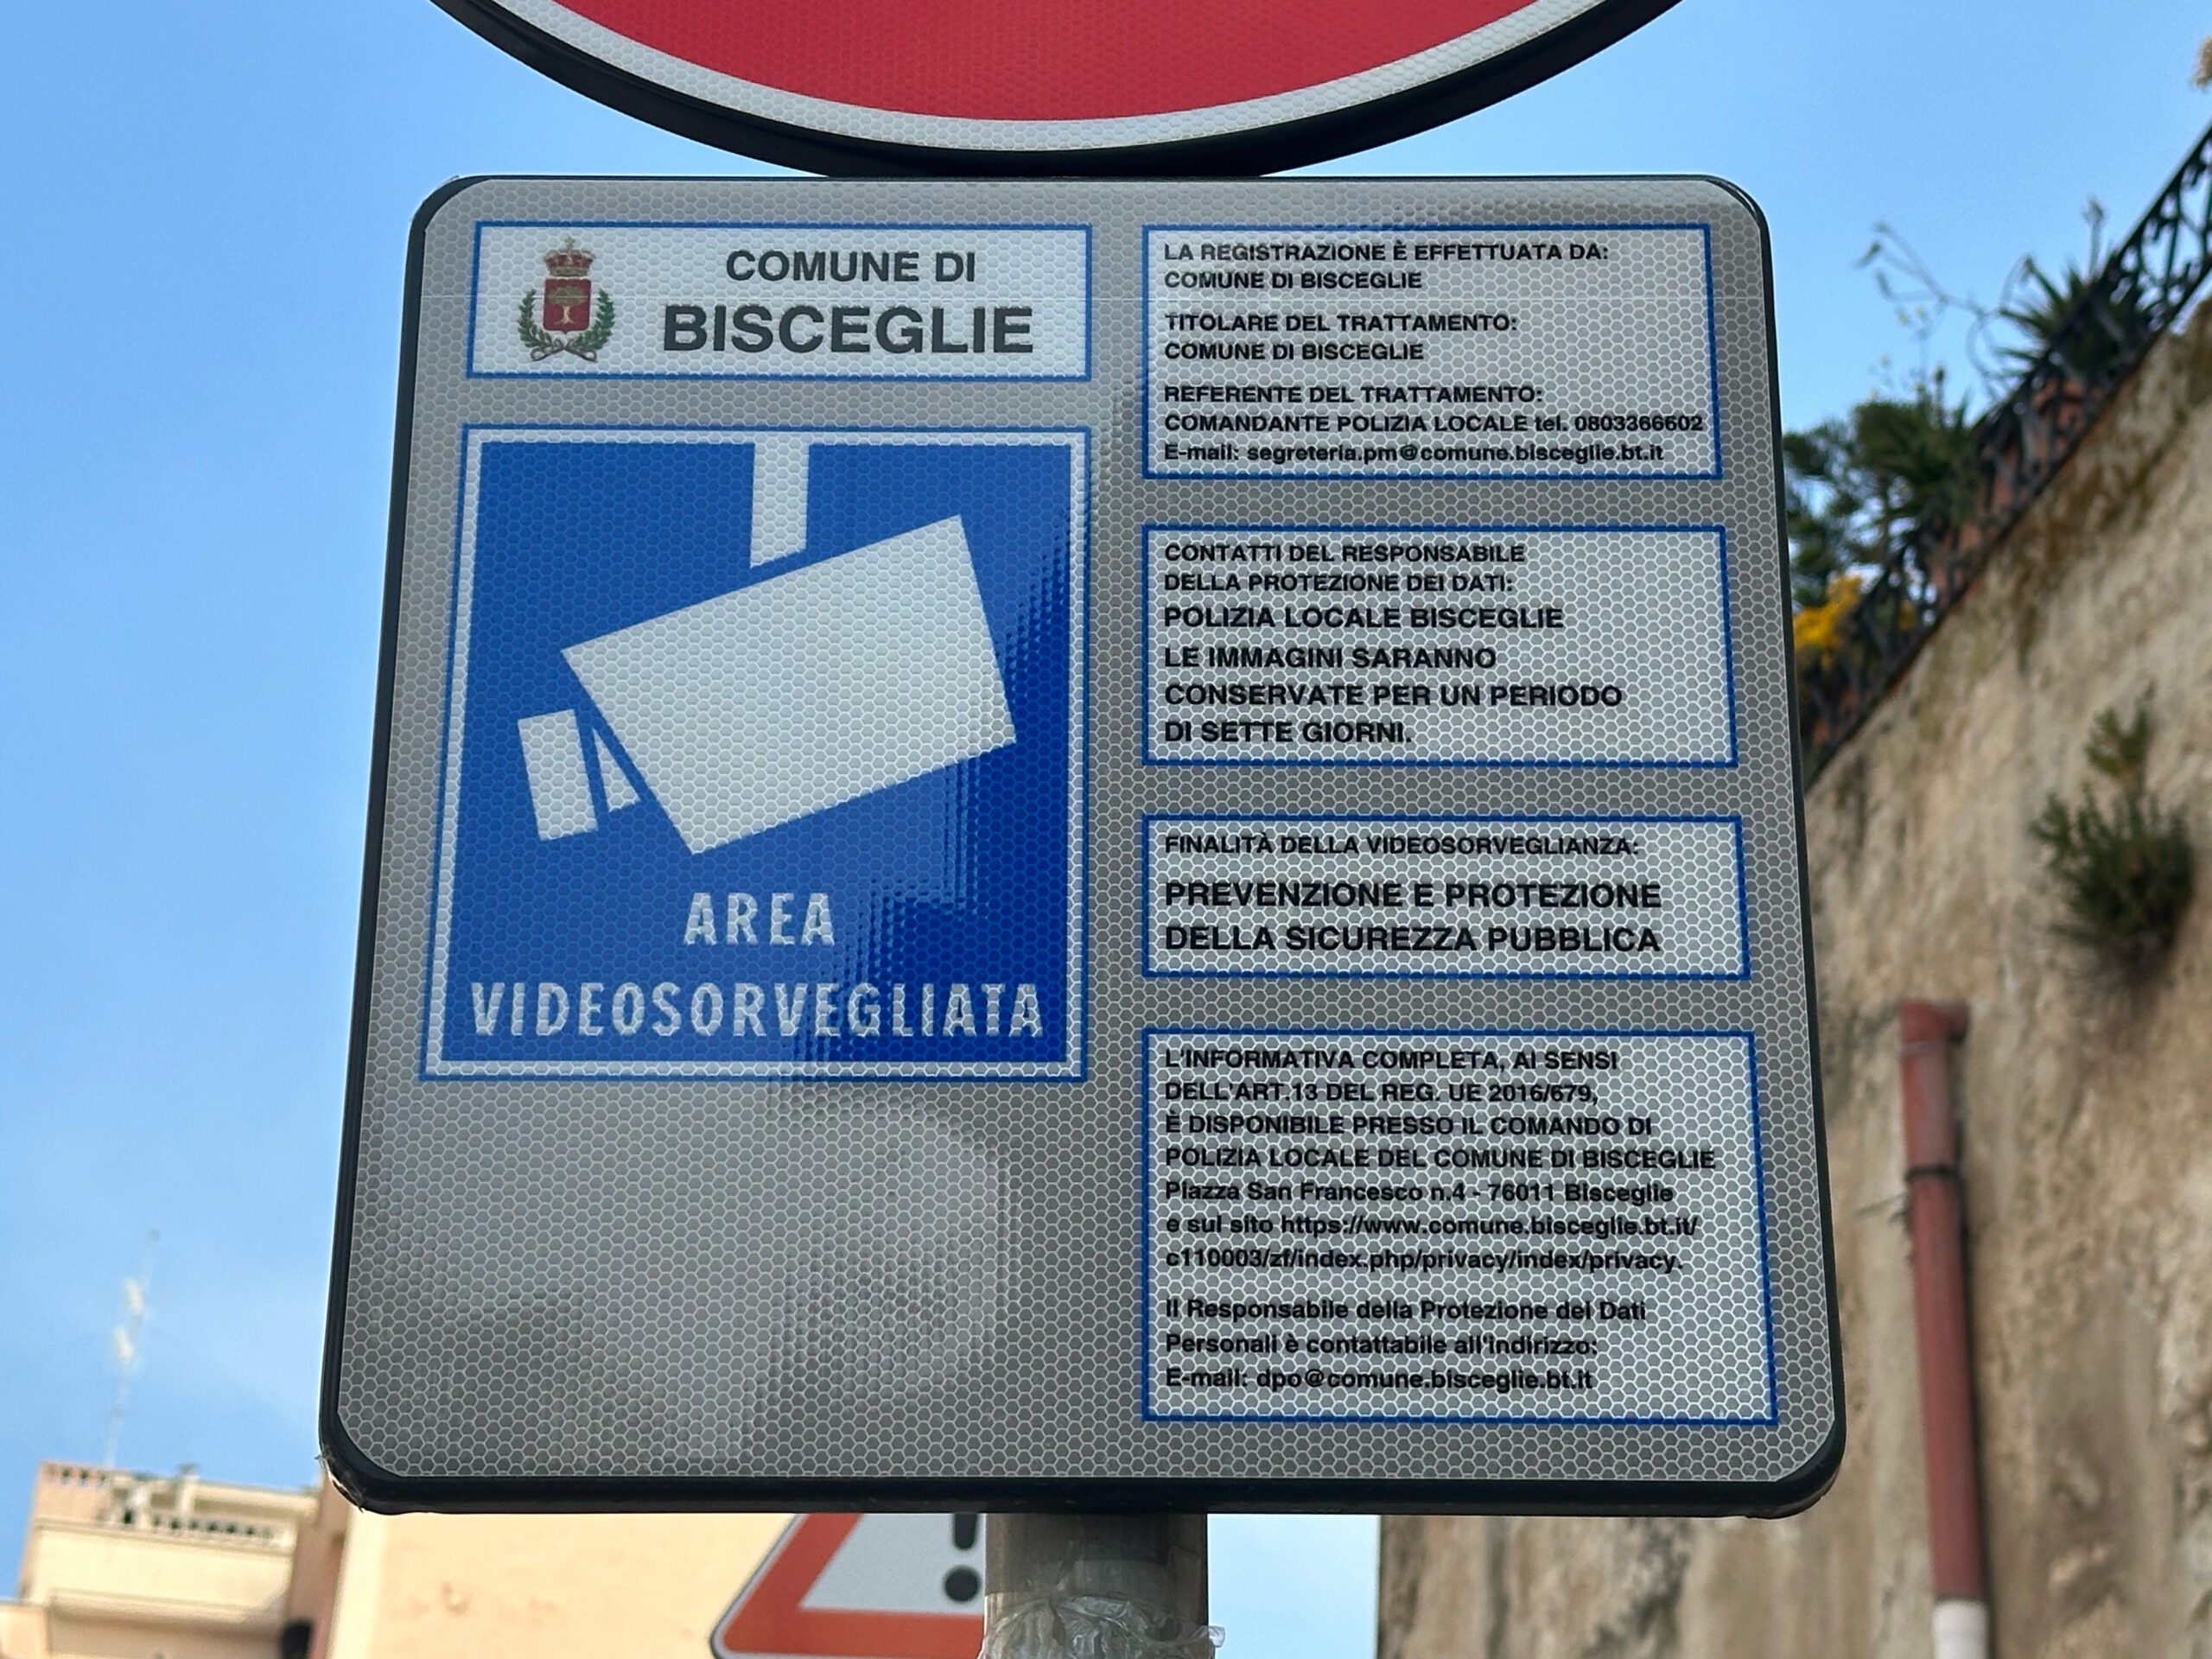 COMUNE DI
BISCEGLIE
AREA
VIDEOSORVEGLIATA
LA REGISTRAZIONE È EFFETTUATA DA:
COMUNE DI BISCEGLIE
TITOLARE DEL TRATTAMENTO:
COMUNE DI BISCEGLIE
REFERENTE DEL TRATTAMENTO:
COMANDANTE POLIZIA LOCALE tel. 0803366602
E-mail: segreteria.pm@comune.bisceglie.bt.it
CONTATTI DEL RESPONSABILE
DELLA PROTEZIONE DEI DATI:
POLIZIA LOCALE BISCEGLIE
LE IMMAGINI SARANNO
CONSERVATE PER UN PERIODO
DI SETTE GIORNI.
FINALITÀ DELLA VIDEOSORVEGLIANZA:
PREVENZIONE E PROTEZIONE
DELLA SICUREZZA PUBBLICA
L'INFORMATIVA COMPLETA, AI SENSI
DELL'ART.13 DEL REG. UE 2016/679,
È DISPONIBILE PRESSO IL COMANDO DI
POLIZIA LOCALE DEL COMUNE DI BISCEGLIE
Piazza San Francesco n.4 - 76011 Bisceglie
e sul sito https://www.comune.bisceglie.bt.it/
c110003/zf/index.php/privacy/index/privacy.
Il Responsabile della Protezione dei Dati
Personali è contattabile all'indirizzo:
E-mail: dpo@comune.bisceglie.bt.it